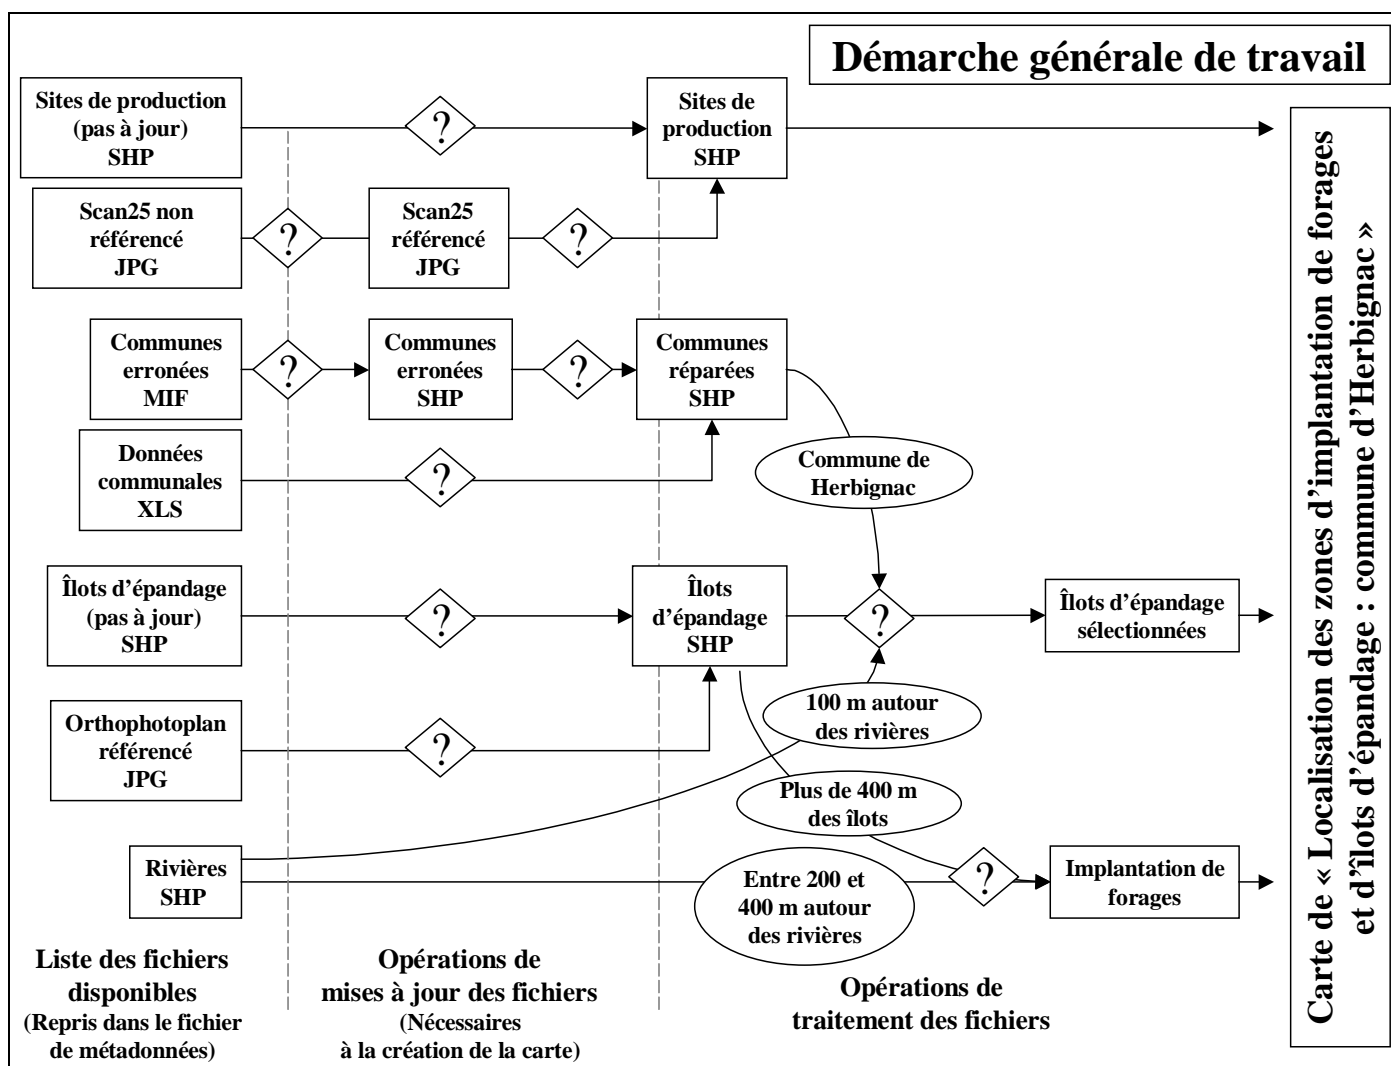 Démarche générale de travail
Sites de production
(pas à jour)
SHP
?
Sites de
production
SHP
Scan25 non
référencé
JPG
?
Scan25
référencé
JPG
?
Communes
erronées
MIF
?
Communes
erronées
SHP
?
Communes
réparées
SHP
Données
communales
XLS
?
Commune de
Herbignac
Îlots d’épandage
(pas à jour)
SHP
?
Îlots
d’épandage
SHP
?
Îlots d’épandage
sélectionnées
Orthophotoplan
référencé
JPG
?
100 m autour
des rivières
Plus de 400 m
des îlots
Rivières
SHP
Entre 200 et
400 m autour
des rivières
?
Implantation de
forages
Carte de « Localisation des zones d’implantation de forages
et d’îlots d’épandage : commune d’Herbignac »
Liste des fichiers
disponibles
(Repris dans le fichier
de métadonnées)
Opérations de
mises à jour des fichiers
(Nécessaires
à la création de la carte)
Opérations de
traitement des fichiers